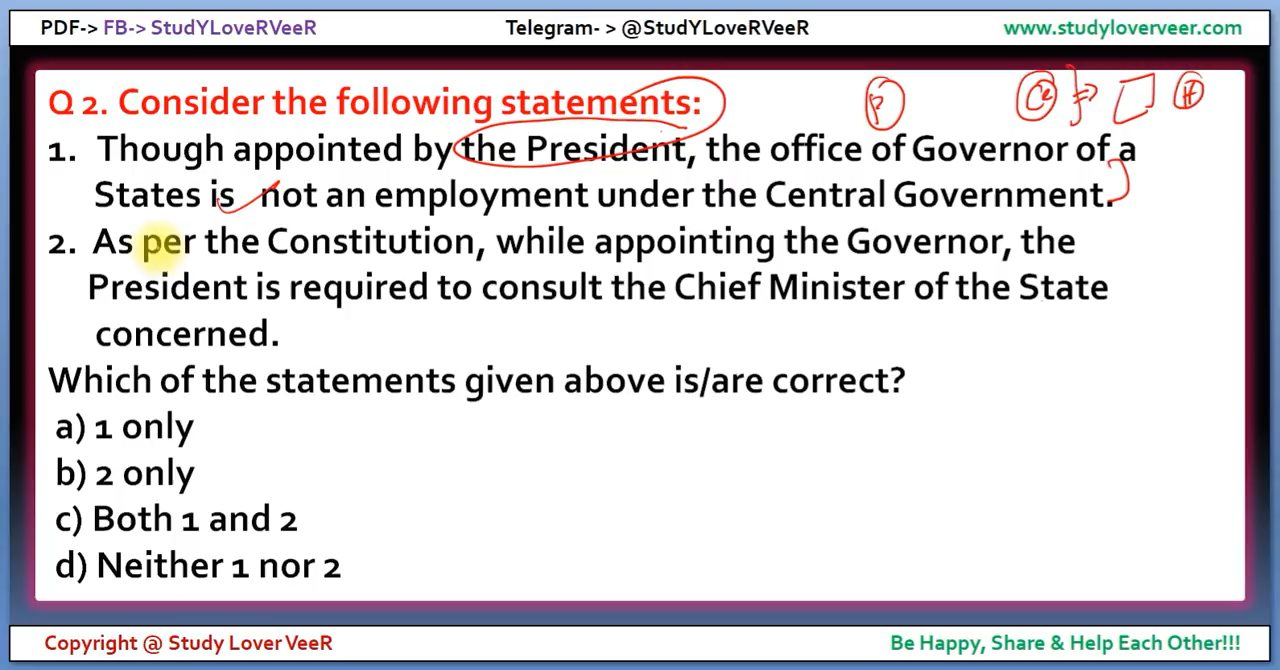 PDF-> FB-> StudYLoveRVeeR Telegram- > @StudYLoveRVeeR www.studyloverveer.com
Q 2. Consider the following statements:
1. Though appointed by the President, the office of Governor of a
States is not an employment under the Central Government.
2. As per the Constitution, while appointing the Governor, the
President is required to consult the Chief Minister of the State
concerned.
Which of the statements given above is/are correct?
a) 1 only
b) 2 only
c) Both 1 and 2
d) Neither 1 nor 2
Copyright @ Study Lover VeeR Be Happy, Share & Help Each Other!!!